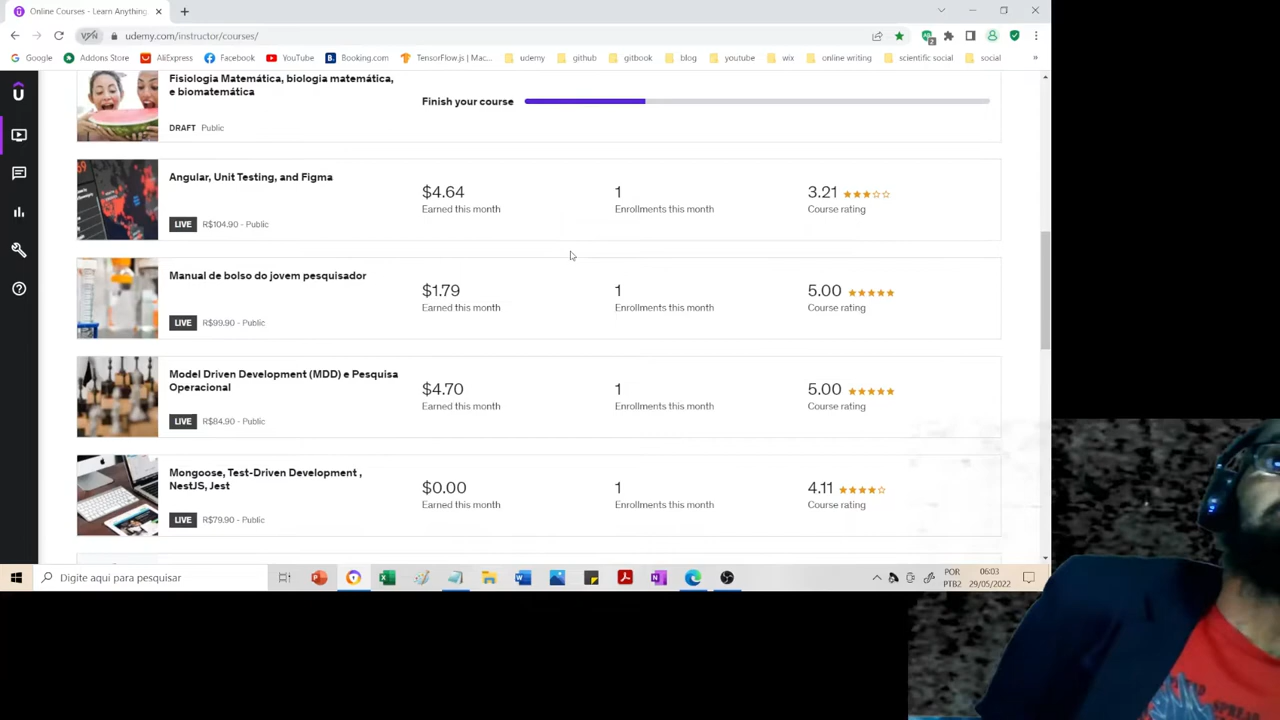 Online Courses - Learn Anything
udemy.com/instructor/courses/
Google Addons Store AliExpress Facebook YouTube Booking.com TensorFlow.js | Mac... udemy github gitbook blog youtube wix online writing scientific social social »
Fisiologia Matemática, biologia matemática,
e biomatemática
Finish your course
DRAFT Public
Angular, Unit Testing, and Figma
$4.64 1 3.21
Earned this month Enrollments this month Course rating
LIVE R$104.90 - Public
Manual de bolso do jovem pesquisador
$1.79 1 5.00
Earned this month Enrollments this month Course rating
LIVE R$99.90 - Public
Model Driven Development (MDD) e Pesquisa
Operacional
$4.70 1 5.00
Earned this month Enrollments this month Course rating
LIVE R$84.90 - Public
Mongoose, Test-Driven Development ,
NestJS, Jest
$0.00 1 4.11
Earned this month Enrollments this month Course rating
LIVE R$79.90 - Public
Digite aqui para pesquisar
POR
PTB2
06:03
29/05/2022